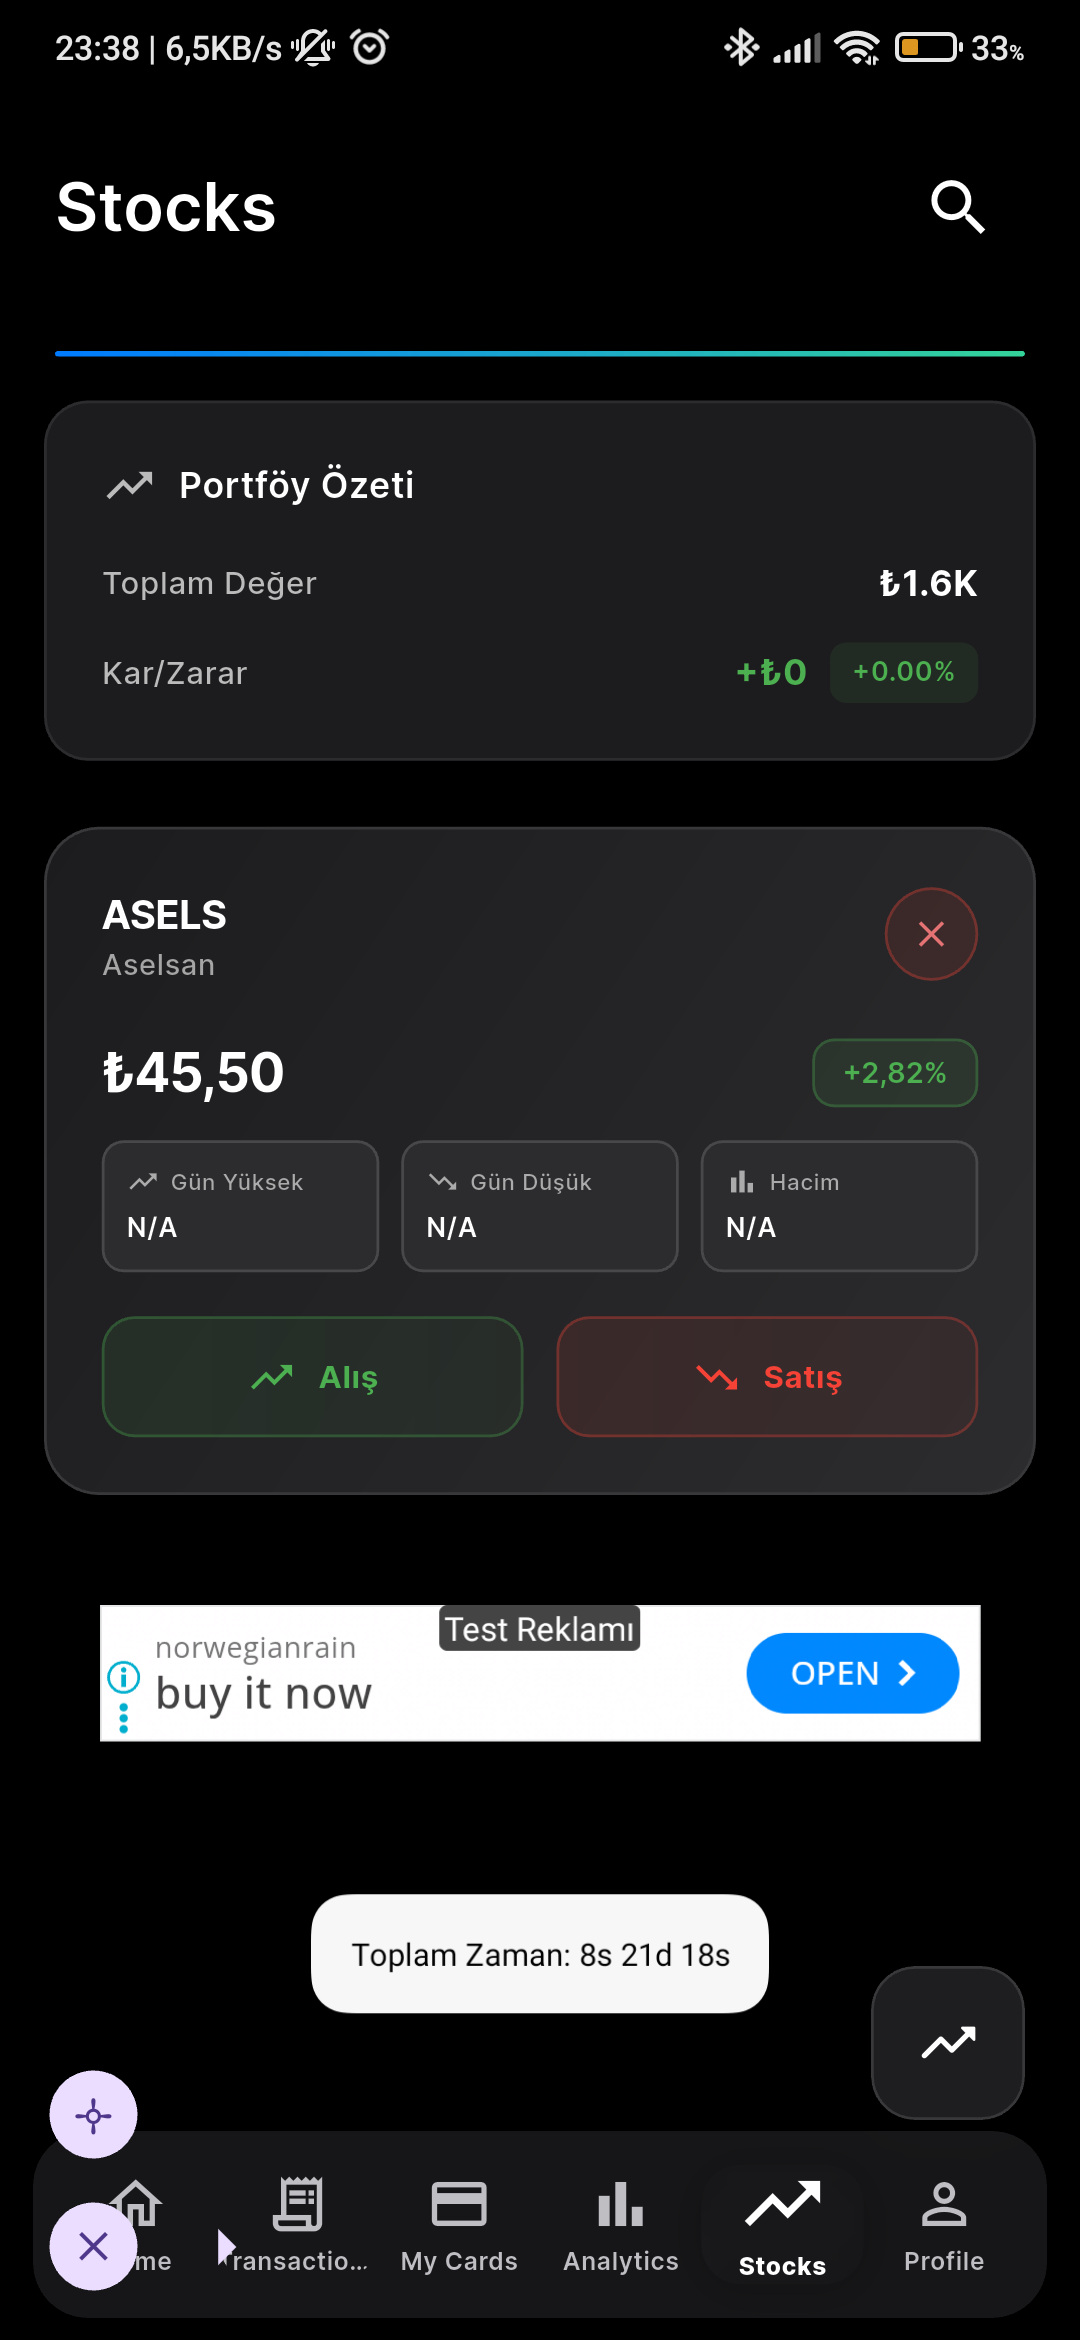 23:38 | 6,5KB/s
33%
Stocks
Portföy Özeti
Toplam Değer
₺1.6K
Kar/Zarar
+₺0
+0.00%
ASELS
Aselsan
₺45,50
+2,82%
Gün Yüksek
N/A
Gün Düşük
N/A
Hacim
N/A
Alış
Satış
Test Reklamı
norwegianrain
buy it now
OPEN
Toplam Zaman: 8s 21d 18s
me
ransactio...
My Cards
Analytics
Stocks
Profile